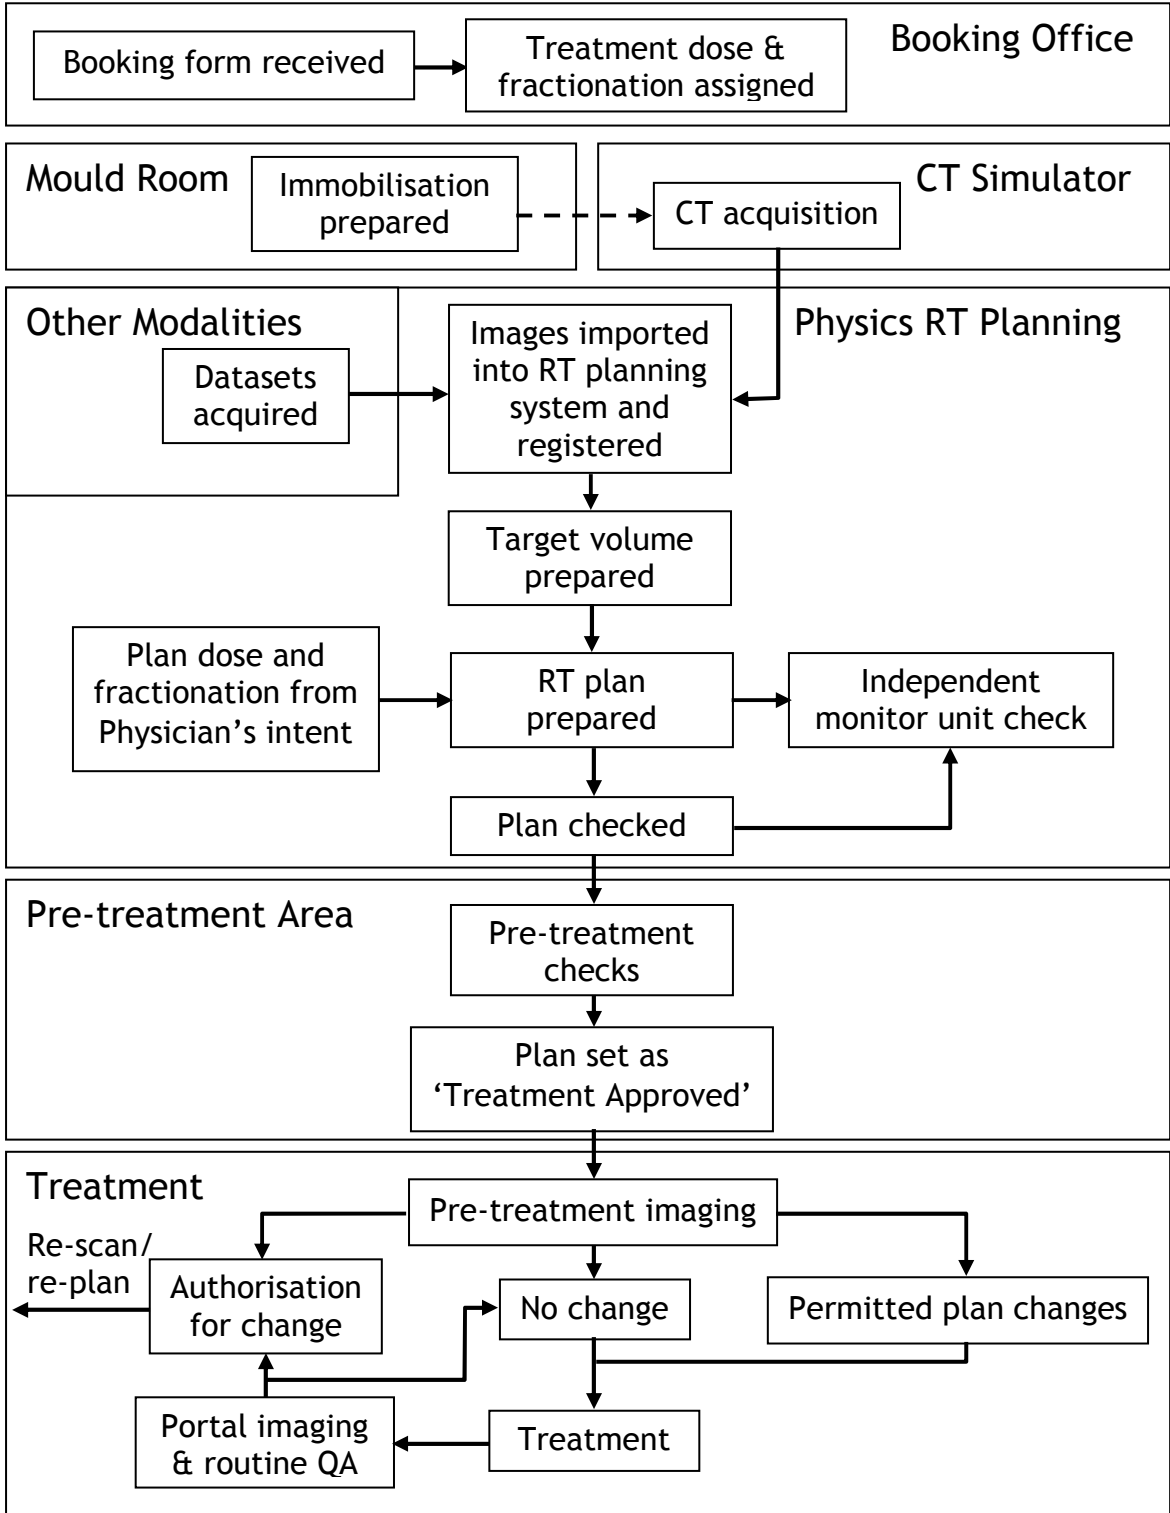 Booking Office
Booking form received
Treatment dose &
fractionation assigned
Mould Room
Immobilisation
prepared
CT Simulator
CT acquisition
Other Modalities
Datasets
acquired
Images imported
into RT planning
system and
registered
Physics RT Planning
Target volume
prepared
Plan dose and
fractionation from
Physician’s intent
RT plan
prepared
Independent
monitor unit check
Plan checked
Pre-treatment Area
Pre-treatment
checks
Plan set as
‘Treatment Approved’
Treatment
Pre-treatment imaging
Re-scan/
re-plan
Authorisation
for change
No change
Permitted plan changes
Portal imaging
& routine QA
Treatment